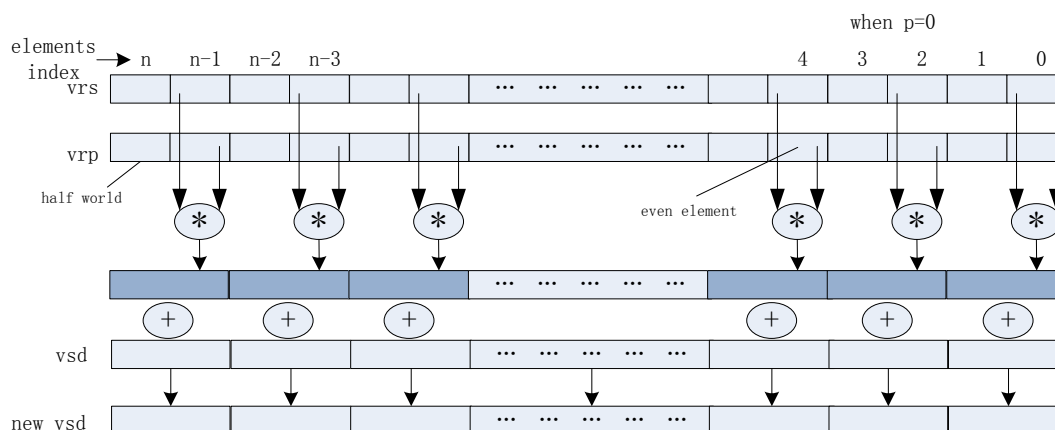 when p=0
elements index
n n-1 n-2 n-3 4 3 2 1 0
vrs ... ... ... ... ...
vrp ... ... ... ... ...
half world
even element
* * * * * *
... ... ... ... ...
+ + + + + +
vsd ... ... ... ... ...
new vsd ... ... ... ... ...